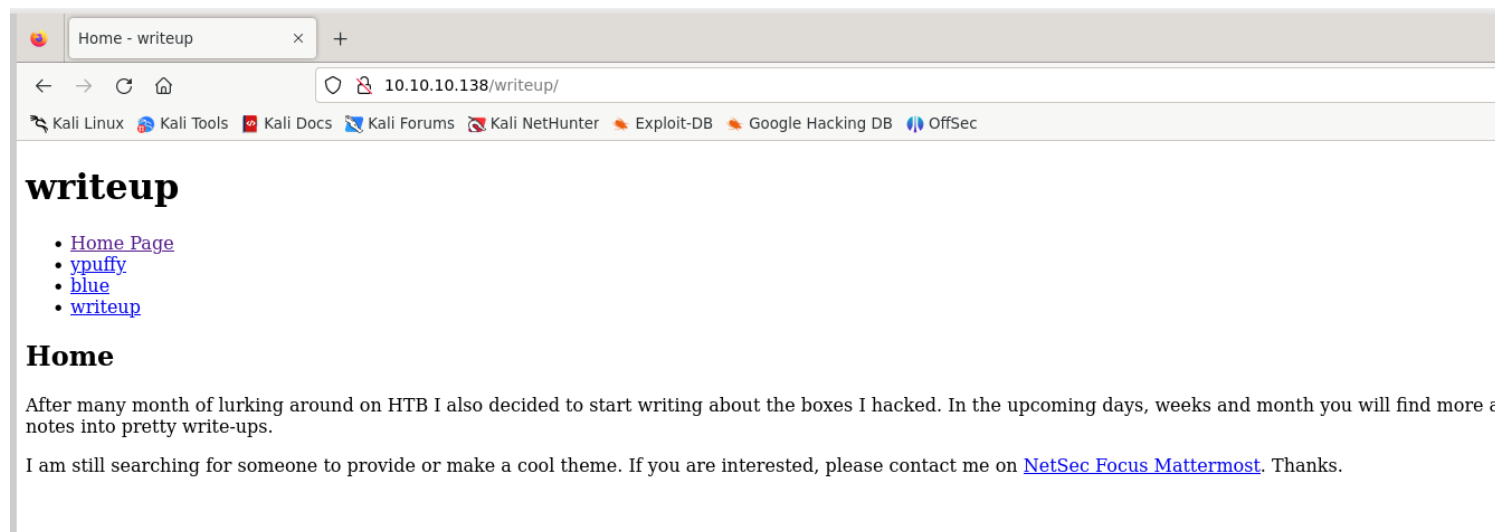 Home - writeup
10.10.10.138/writeup/
Kali Linux Kali Tools Kali Docs Kali Forums Kali NetHunter Exploit-DB Google Hacking DB OffSec
writeup
Home Page
ypuffy
blue
writeup
Home
After many month of lurking around on HTB I also decided to start writing about the boxes I hacked. In the upcoming days, weeks and month you will find more
notes into pretty write-ups.
I am still searching for someone to provide or make a cool theme. If you are interested, please contact me on NetSec Focus Mattermost. Thanks.